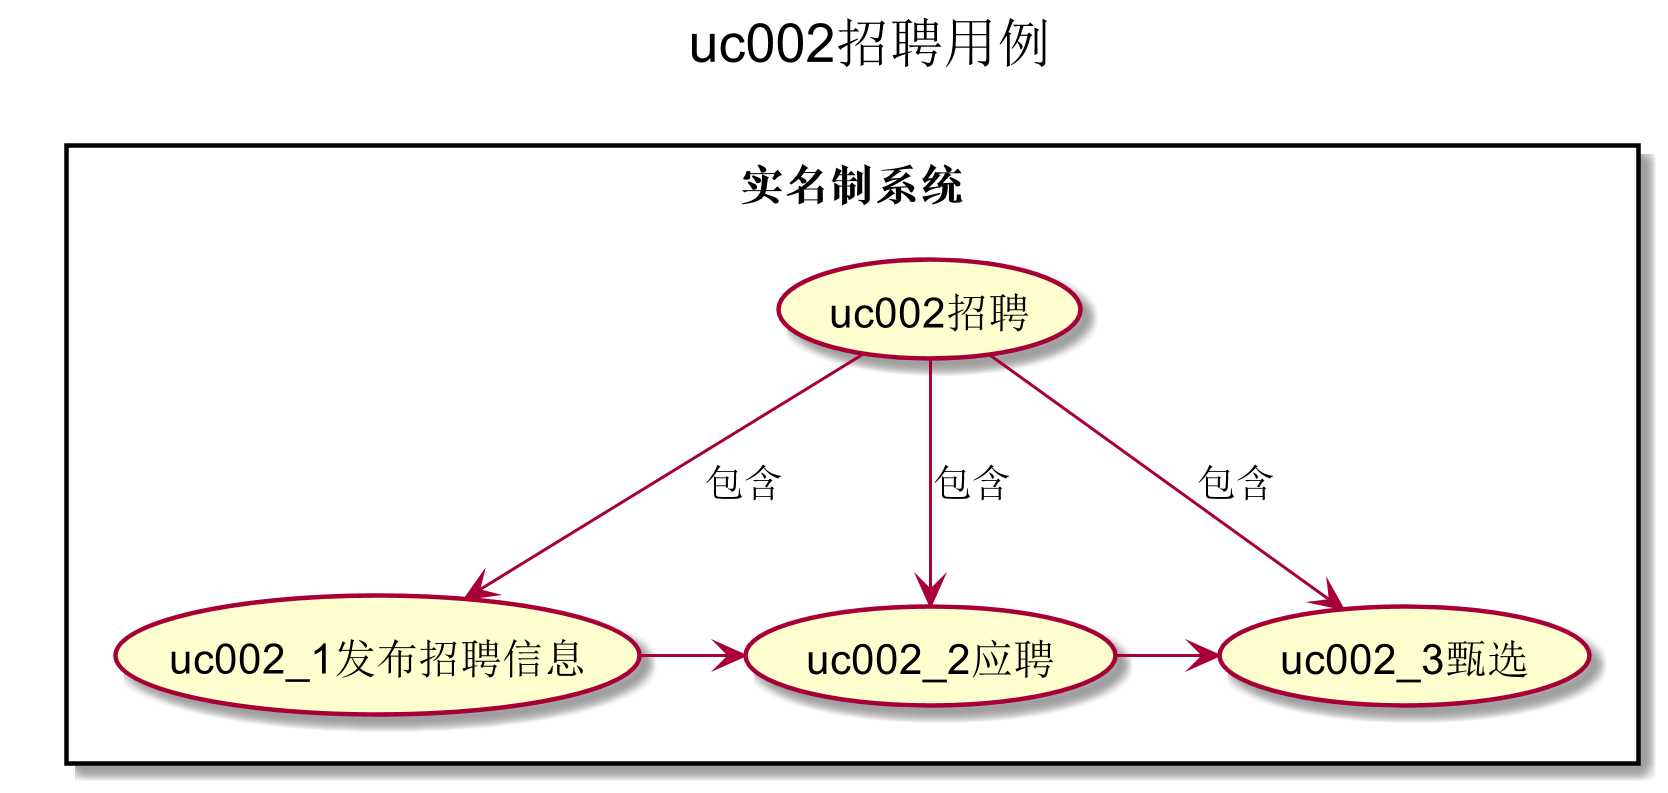 uc002招聘用例
实名制系统
uc002招聘
包含 包含 包含
uc002_1发布招聘信息 uc002_2应聘 uc002_3甄选